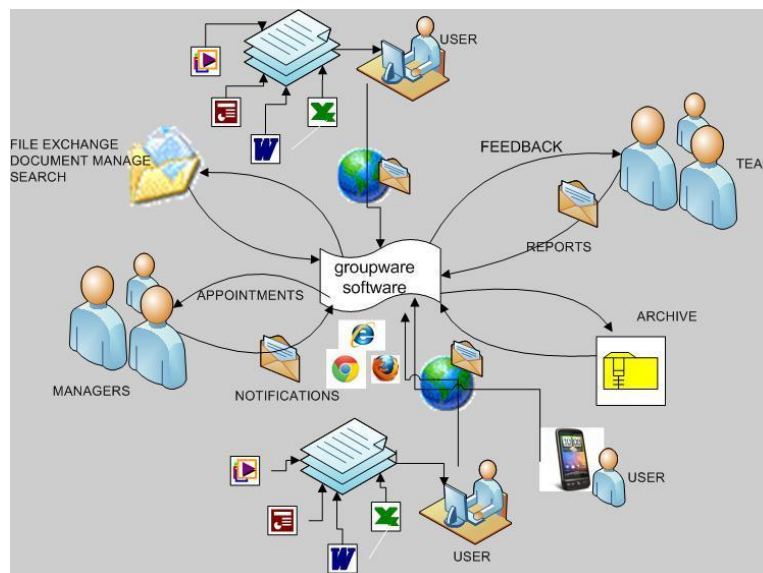 USER
FILE EXCHANGE
DOCUMENT MANAGE
SEARCH
FEEDBACK
TEA
REPORTS
groupware
software
APPOINTMENTS
ARCHIVE
MANAGERS
NOTIFICATIONS
USER
USER
W
W